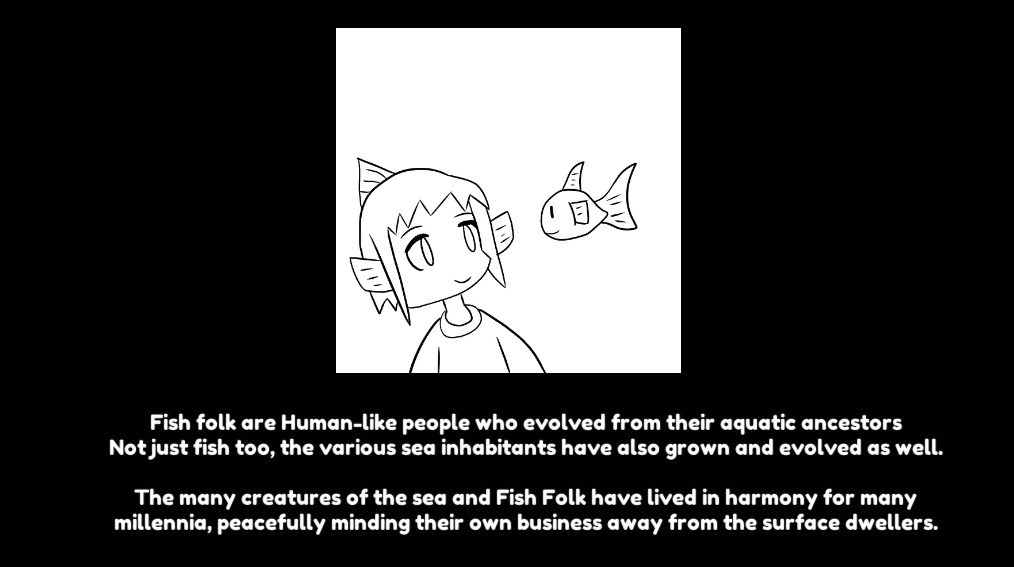 Fish folk are Human-like people who evolved from their aquatic ancestors
Not just fish too, the various sea inhabitants have also grown and evolved as well.
The many creatures of the sea and Fish Folk have lived in harmony for many
millennia, peacefully minding their own business away from the surface dwellers.